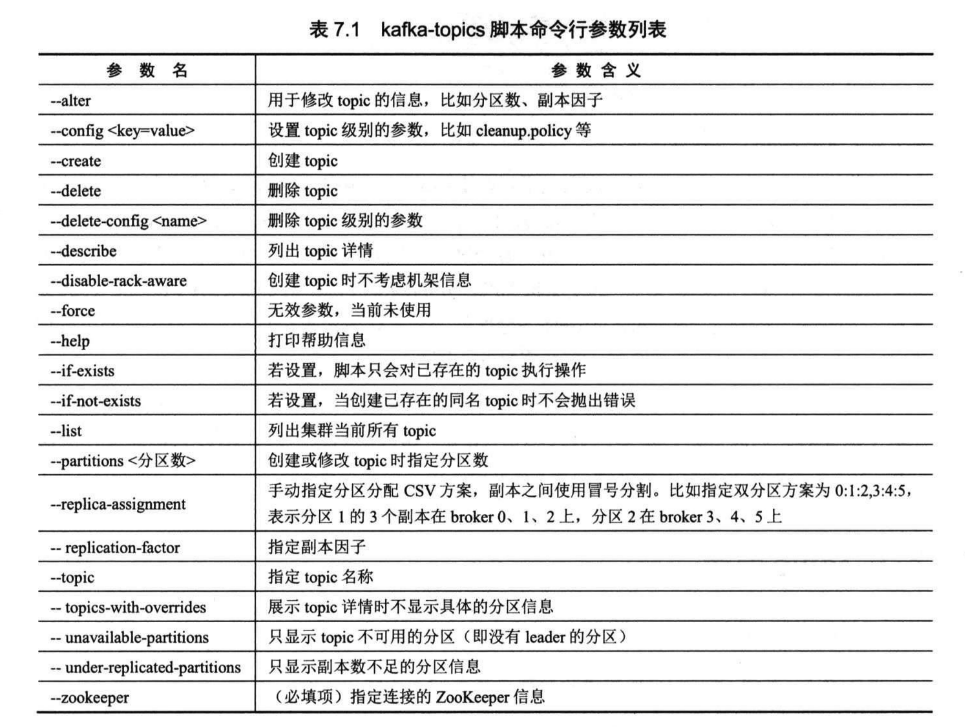 表 7.1 kafka-topics 脚本命令行参数列表
参 数 名 参 数 含 义
--alter 用于修改 topic 的信息，比如分区数、副本因子
--config <key=value> 设置 topic 级别的参数，比如 cleanup.policy 等
--create 创建 topic
--delete 删除 topic
--delete-config <name> 删除 topic 级别的参数
--describe 列出 topic 详情
--disable-rack-aware 创建 topic 时不考虑机架信息
--force 无效参数，当前未使用
--help 打印帮助信息
--if-exists 若设置，脚本只会对已存在的 topic 执行操作
--if-not-exists 若设置，当创建已存在的同名 topic 时不会抛出错误
--list 列出集群当前所有 topic
--partitions <分区数> 创建或修改 topic 时指定分区数
--replica-assignment 手动指定分区分配 CSV 方案，副本之间使用冒号分割。比如指定双分区方案为 0:1:2,3:4:5，
表示分区 1 的 3 个副本在 broker 0、1、2 上，分区 2 在 broker 3、4、5 上
-- replication-factor 指定副本因子
--topic 指定 topic 名称
-- topics-with-overrides 展示 topic 详情时不显示具体的分区信息
-- unavailable-partitions 只显示 topic 不可用的分区（即没有 leader 的分区）
-- under-replicated-partitions 只显示副本数不足的分区信息
--zookeeper （必填项）指定连接的 ZooKeeper 信息